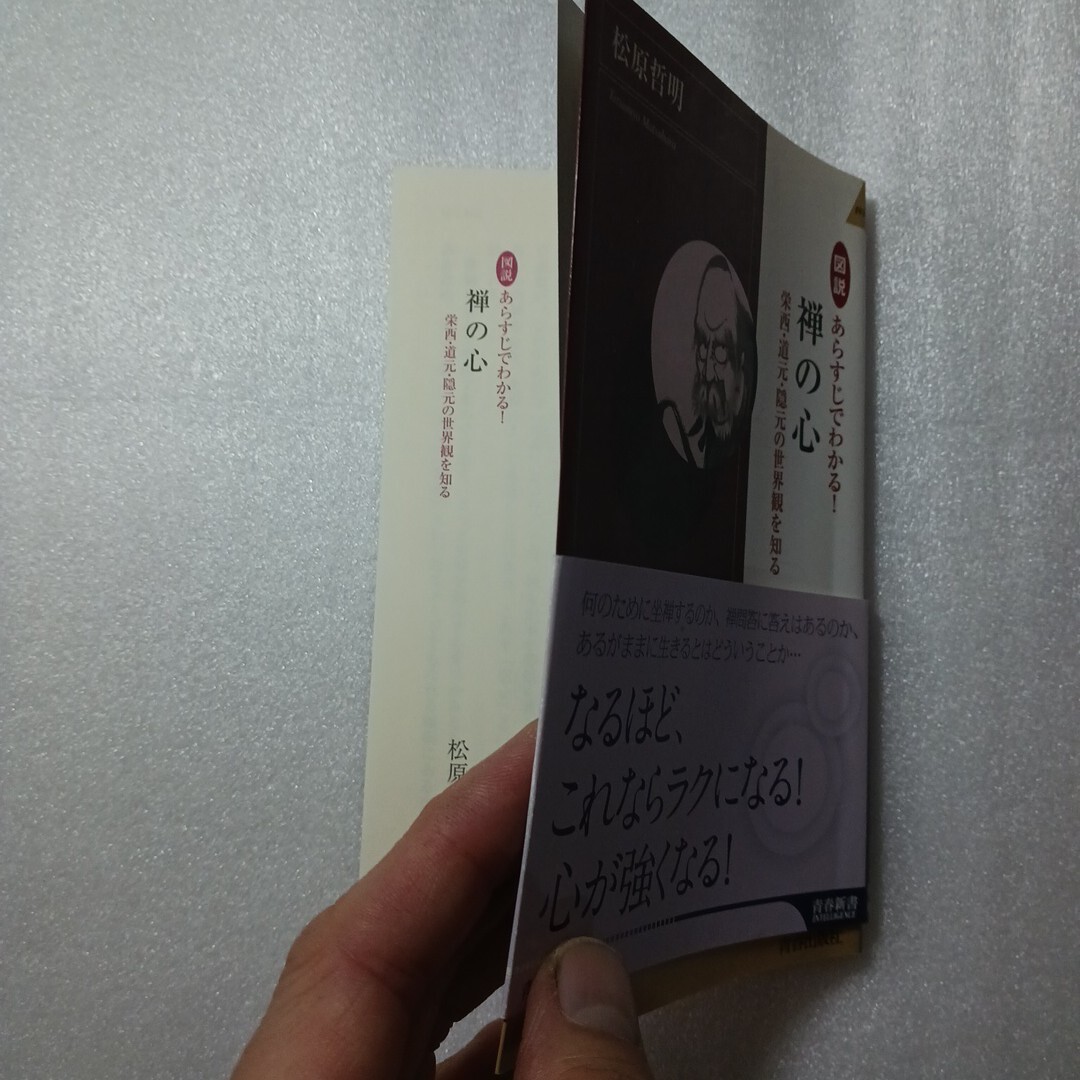 松原哲明
図説
あらすじでわかる!
禅の心
栄西・道元・隠元の世界観を知る
何のために坐禅するのか、禅問答に答えはあるのか、
あるがままに生きるとはどういうことか…
なるほど、
これならラクになる!
心が強くなる!
青春新書
INTELLIGENCE
図説
あらすじでわかる!
禅の心
栄西・道元・隠元の世界観を知る
松原